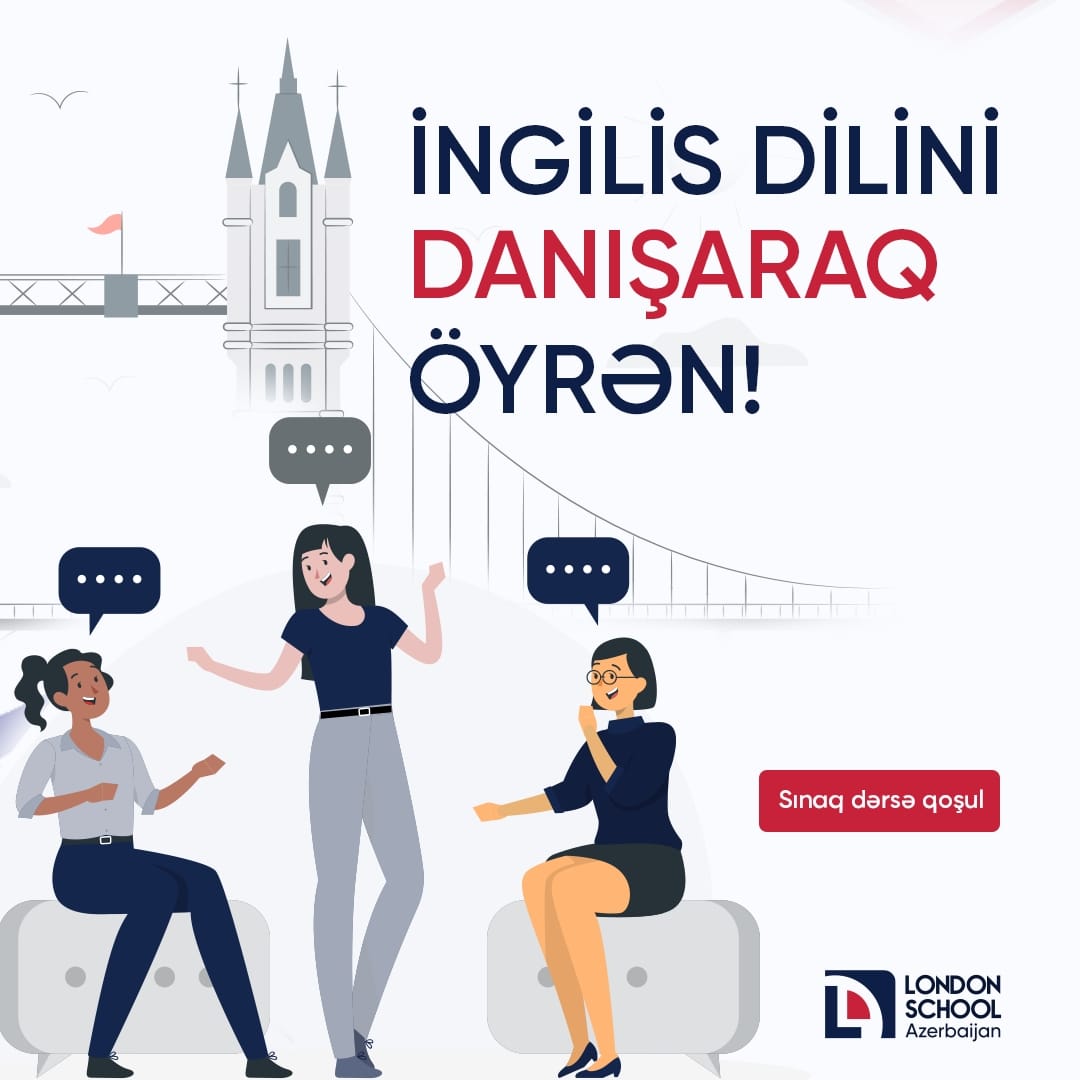 İNGİLİS DİLİNİ
DANIŞARAQ
ÖYRƏN!
Sınaq dərsə qoşul
LONDON
SCHOOL
Azerbaijan